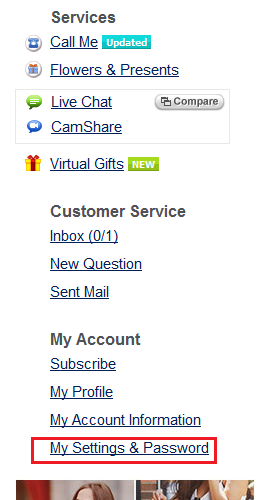 Services
Call Me Updated
Flowers & Presents
Live Chat Compare
CamShare
Virtual Gifts NEW
Customer Service
Inbox (0/1)
New Question
Sent Mail
My Account
Subscribe
My Profile
My Account Information
My Settings & Password